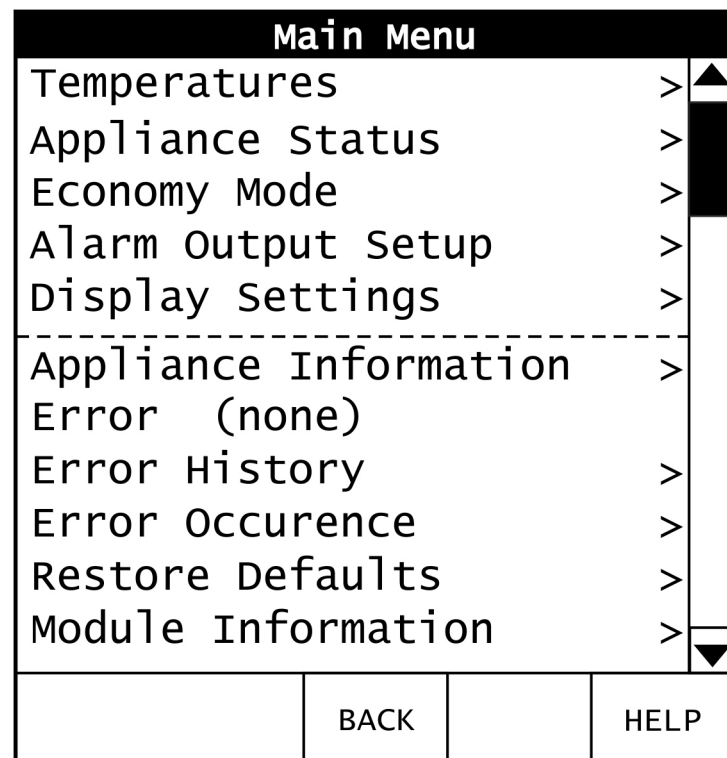 Main Menu
Temperatures >
Appliance Status >
Economy Mode >
Alarm Output Setup >
Display Settings >
Appliance Information >
Error (none)
Error History >
Error Occurence >
Restore Defaults >
Module Information >
BACK HELP